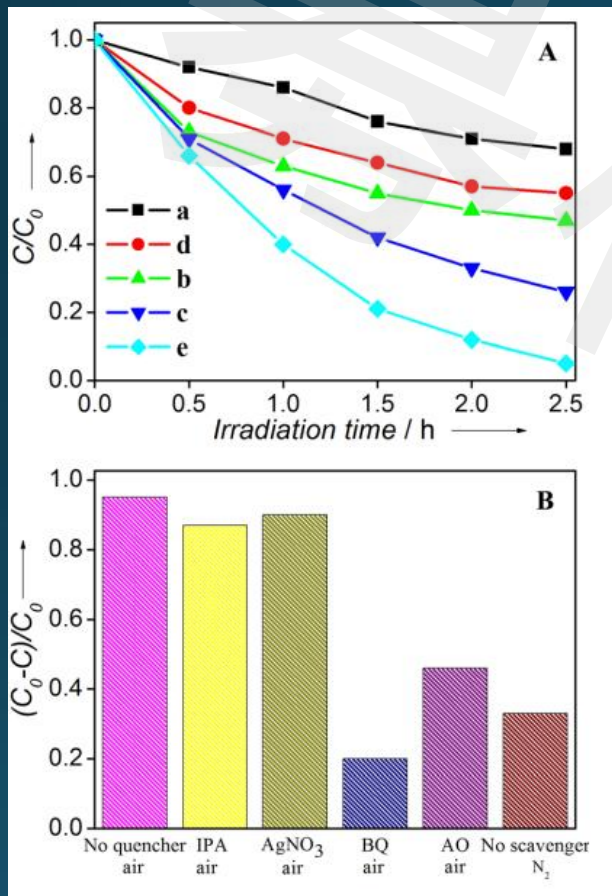 A
C/C0
1.0
0.8
0.6
0.4
0.2
0.0
a
d
b
c
e
0.0 0.5 1.0 1.5 2.0 2.5
Irradiation time / h
B
(C0-C)/C0
1.0
0.8
0.6
0.4
0.2
0.0
No quencher IPA AgNO3 BQ AO No scavenger
air air air air air N2